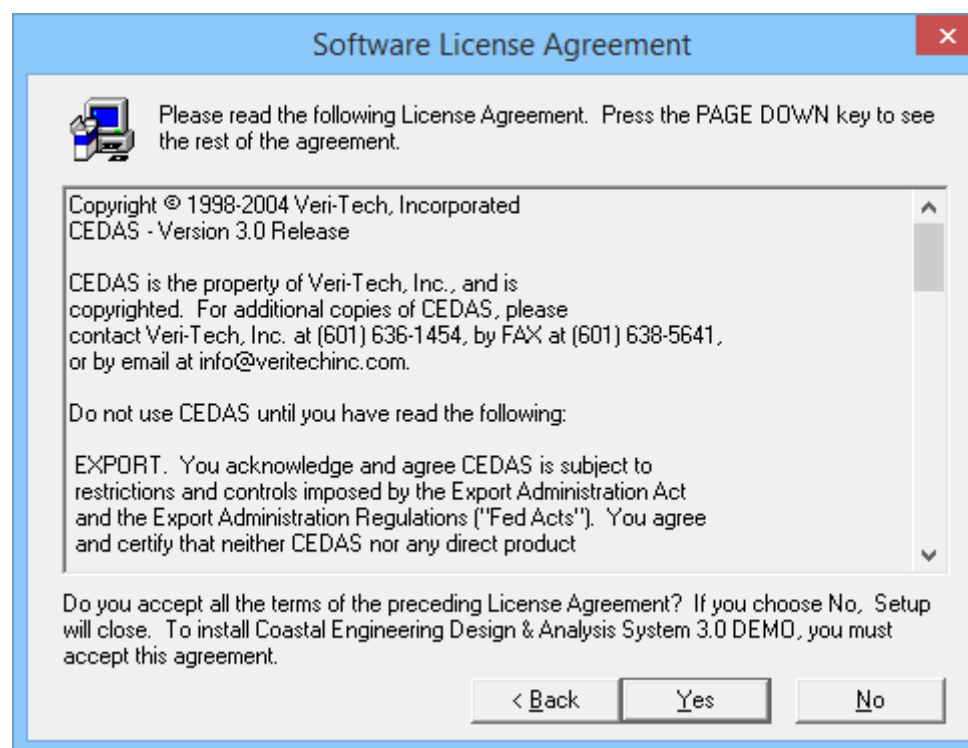 Software License Agreement
Please read the following License Agreement. Press the PAGE DOWN key to see
the rest of the agreement.
Copyright © 1998-2004 Veri-Tech, Incorporated
CEDAS - Version 3.0 Release
CEDAS is the property of Veri-Tech, Inc., and is
copyrighted. For additional copies of CEDAS, please
contact Veri-Tech, Inc. at (601) 636-1454, by FAX at (601) 638-5641,
or by email at info@veritechinc.com.
Do not use CEDAS until you have read the following:
EXPORT. You acknowledge and agree CEDAS is subject to
restrictions and controls imposed by the Export Administration Act
and the Export Administration Regulations ("Fed Acts"). You agree
and certify that neither CEDAS nor any direct product
Do you accept all the terms of the preceding License Agreement? If you choose No, Setup
will close. To install Coastal Engineering Design & Analysis System 3.0 DEMO, you must
accept this agreement.
< Back Yes No